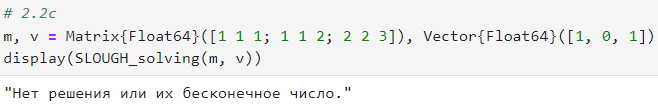 # 2.2c
m, v = Matrix{Float64}([1 1 1; 1 1 2; 2 2 3]), Vector{Float64}([1, 0, 1])
display(SLOUGH_solving(m, v))
"Нет решения или их бесконечное число."